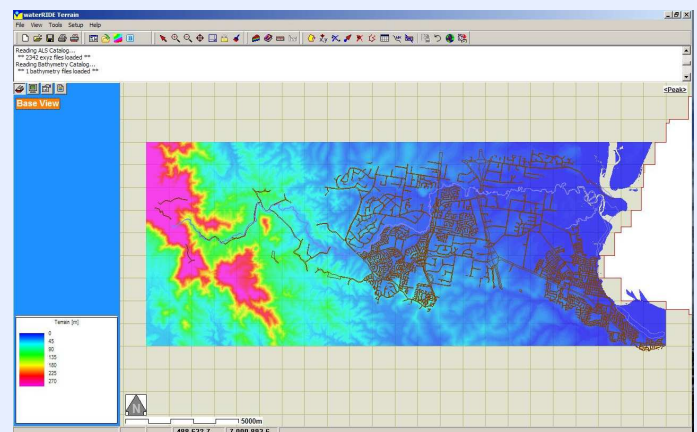 waterRIDE Terrain
File View Tools Setup Help
Reading ALS Catalog...
** 2342 exyz files loaded **
Reading Bathymetry Catalog...
** 1 bathymetry files loaded **
<Peak>
Base View
Terrain [m]
0
45
90
135
180
225
270
N
5000m